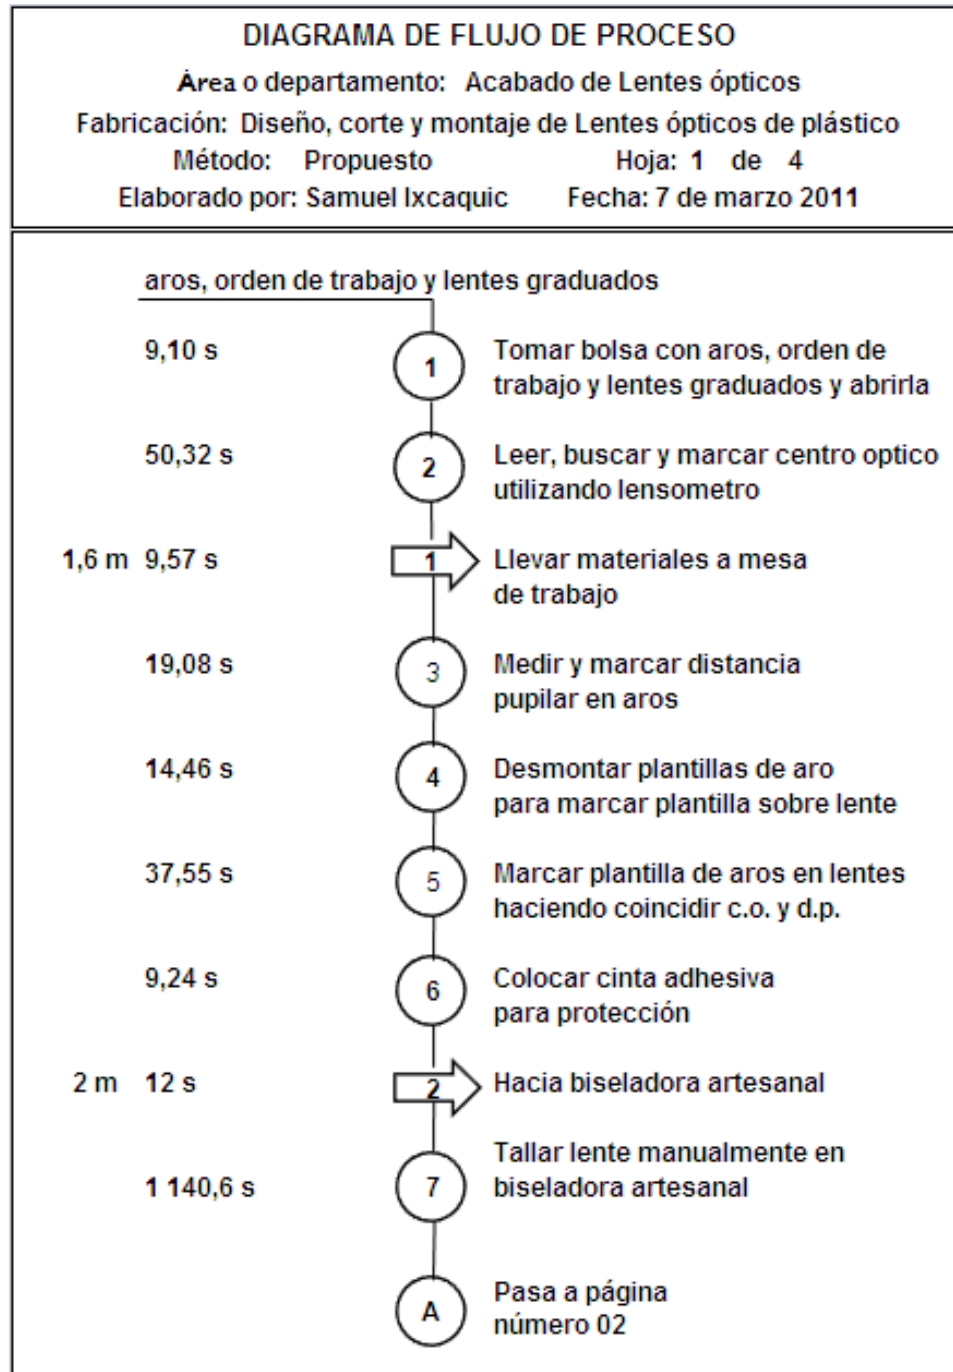 DIAGRAMA DE FLUJO DE PROCESO
Área o departamento: Acabado de Lentes ópticos
Fabricación: Diseño, corte y montaje de Lentes ópticos de plástico
Método: Propuesto Hoja: 1 de 4
Elaborado por: Samuel Ixcaquic Fecha: 7 de marzo 2011
aros, orden de trabajo y lentes graduados
9,10 s 1 Tomar bolsa con aros, orden de
trabajo y lentes graduados y abrirla
50,32 s 2 Leer, buscar y marcar centro optico
utilizando lensometro
1,6 m 9,57 s 1 Llevar materiales a mesa
de trabajo
19,08 s 3 Medir y marcar distancia
pupilar en aros
14,46 s 4 Desmontar plantillas de aro
para marcar plantilla sobre lente
37,55 s 5 Marcar plantilla de aros en lentes
haciendo coincidir c.o. y d.p.
9,24 s 6 Colocar cinta adhesiva
para protección
2 m 12 s 2 Hacia biseladora artesanal
Tallar lente manualmente en
1 140,6 s 7 biseladora artesanal
A Pasa a página
número 02